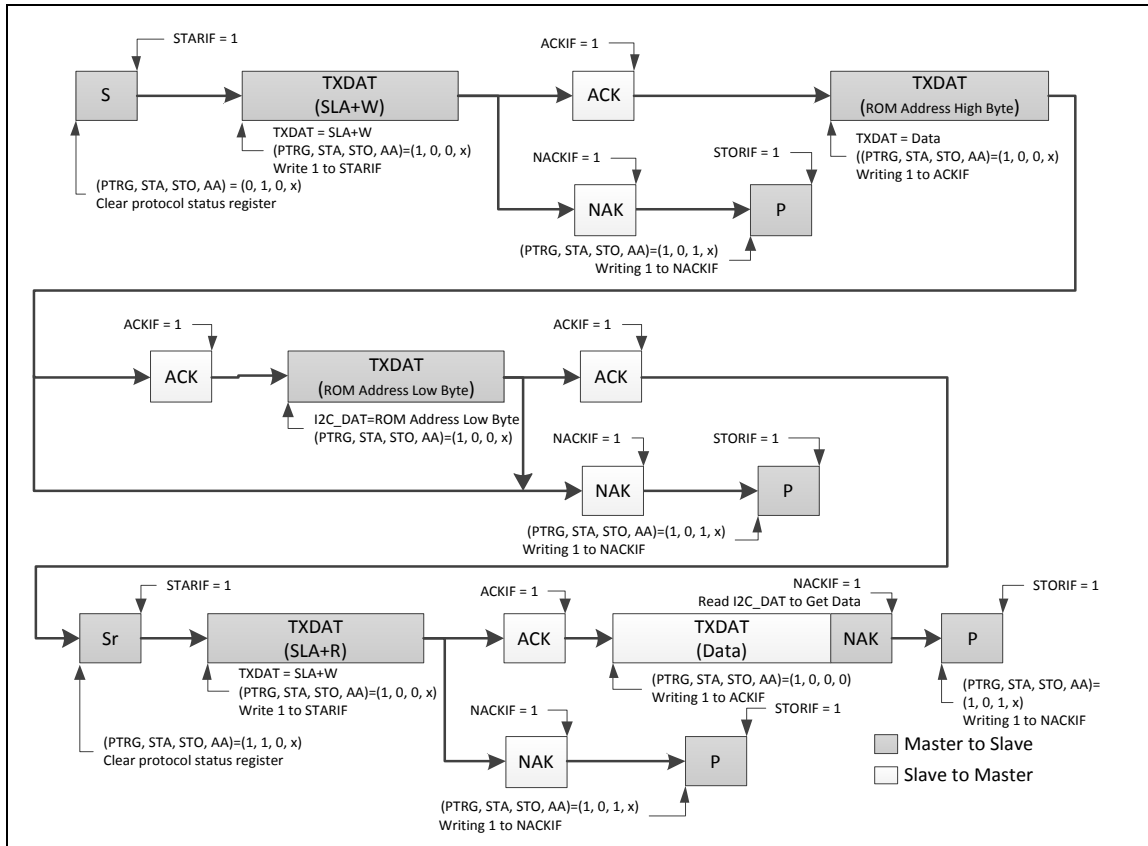 STARIF = 1
S
TXDAT
(SLA+W)
TXDAT = SLA+W
(PTRG, STA, STO, AA)=(1, 0, 0, x)
Write 1 to STARIF
(PTRG, STA, STO, AA) = (0, 1, 0, x)
Clear protocol status register
ACKIF = 1
ACK
TXDAT
(ROM Address High Byte)
TXDAT = Data
((PTRG, STA, STO, AA)=(1, 0, 0, x)
Writing 1 to ACKIF
NACKIF = 1
NAK
STORIF = 1
P
(PTRG, STA, STO, AA)=(1, 0, 1, x)
Writing 1 to NACKIF
ACKIF = 1
ACK
TXDAT
(ROM Address Low Byte)
I2C_DAT=ROM Address Low Byte
(PTRG, STA, STO, AA)=(1, 0, 0, x)
ACKIF = 1
ACK
NACKIF = 1
NAK
STORIF = 1
P
(PTRG, STA, STO, AA)=(1, 0, 1, x)
Writing 1 to NACKIF
STARIF = 1
Sr
TXDAT
(SLA+R)
TXDAT = SLA+W
(PTRG, STA, STO, AA)=(1, 0, 0, x)
Write 1 to STARIF
(PTRG, STA, STO, AA)=(1, 1, 0, x)
Clear protocol status register
ACKIF = 1
ACK
TXDAT
(Data)
(PTRG, STA, STO, AA)=(1, 0, 0, 0)
Writing 1 to ACKIF
NACKIF = 1
Read I2C_DAT to Get Data
NAK
STORIF = 1
P
(PTRG, STA, STO, AA)=
(1, 0, 1, x)
Writing 1 to NACKIF
NACKIF = 1
NAK
STORIF = 1
P
(PTRG, STA, STO, AA)=(1, 0, 1, x)
Writing 1 to NACKIF
Master to Slave
Slave to Master